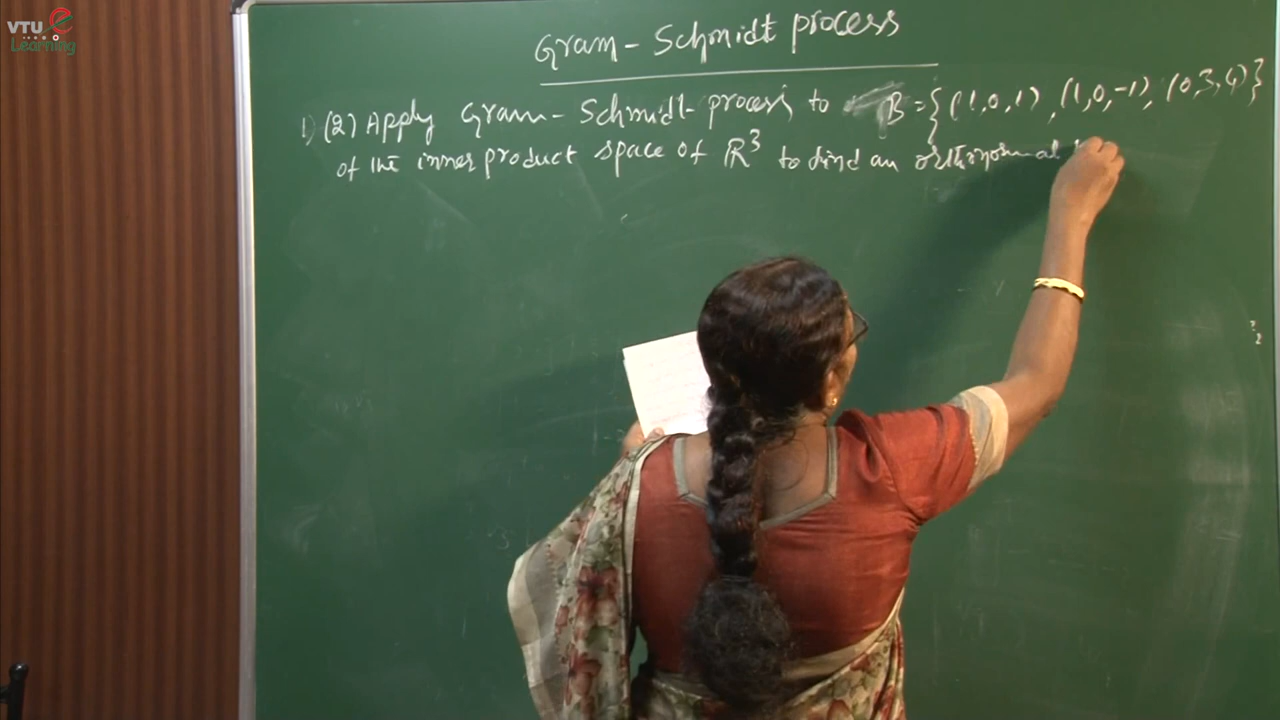 VTU e
Learning
Gram - Schmidt process
1) (2) Apply Gram - Schmidt process to B = {(1,0,1), (1,0,-1), (0,3,4)}
of the inner product space of R³ to find an orthonormal